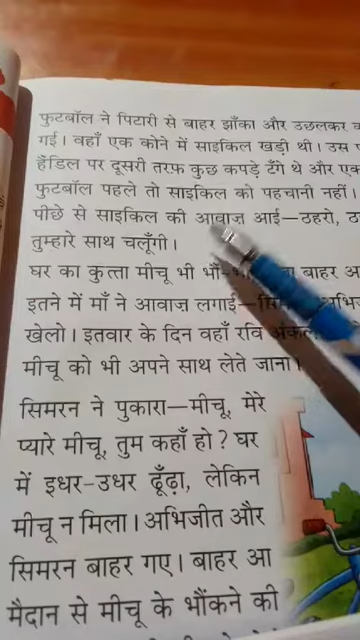 फुटबॉल ने पिटारी से बाहर झाँका और उछलकर
गई। वहाँ एक कोने में साइकिल खड़ी थी। उस
हैंडिल पर दूसरी तरफ़ कुछ कपड़े टँगे थे और एक
फुटबॉल पहले तो साइकिल को पहचानी नहीं।
पीछे से साइकिल की आवाज़ आई—ठहरो,
तुम्हारे साथ चलूँगी।
घर का कुत्ता मीचू भी बाहर
इतने में माँ ने आवाज़ लगाई—
खेलो। इतवार के दिन वहाँ रवि अंकल
मीचू को भी अपने साथ लेते जाना।
सिमरन ने पुकारा—मीचू, मेरे
प्यारे मीचू, तुम कहाँ हो? घर
में इधर-उधर ढूँढ़ा, लेकिन
मीचू न मिला। अभिजीत और
सिमरन बाहर गए। बाहर आ
मैदान से मीचू के भौंकने की